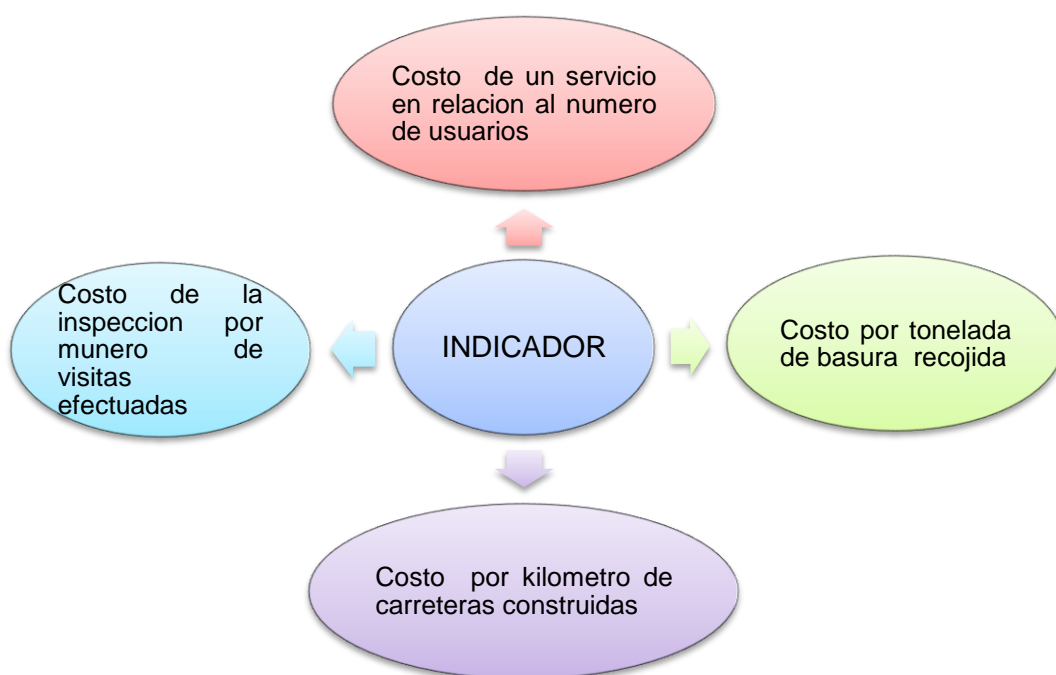 Costo de un servicio
en relacion al numero
de usuarios
Costo de la
inspeccion por
munero de
visitas
efectuadas
INDICADOR
Costo por tonelada
de basura recojida
Costo por kilometro de
carreteras construidas